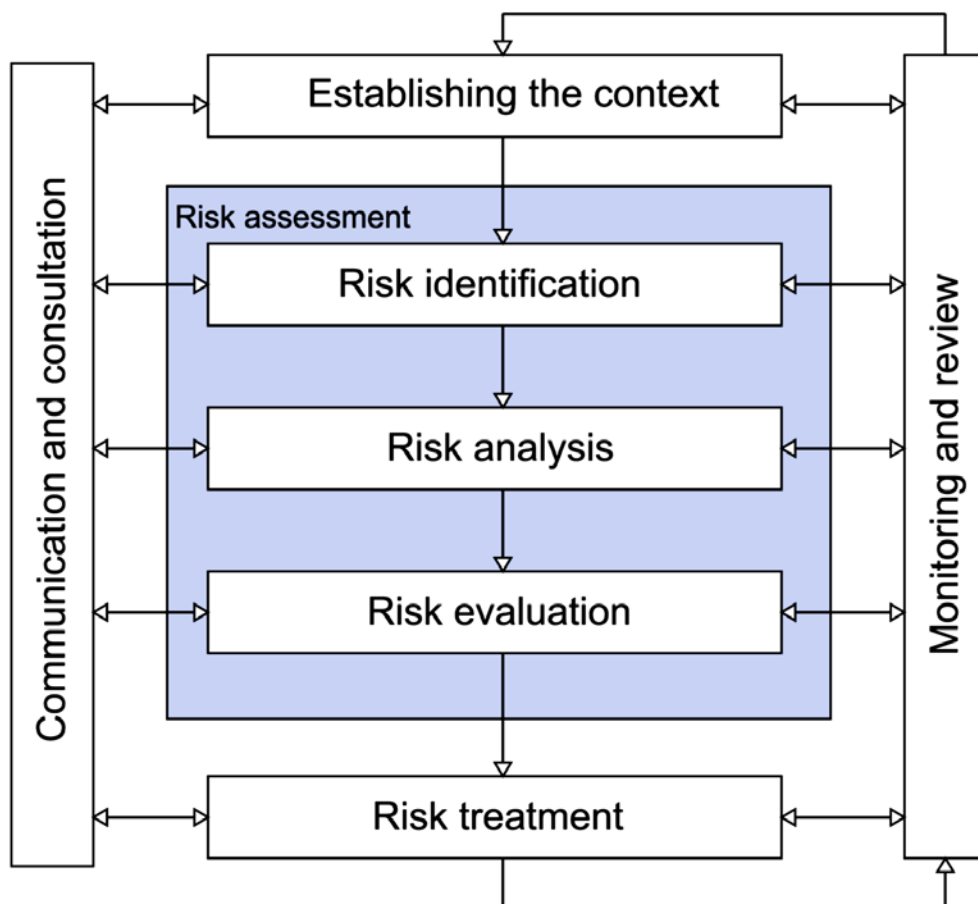 Establishing the context
Risk assessment
Risk identification
Risk analysis
Risk evaluation
Risk treatment
Communication and consultation
Monitoring and review